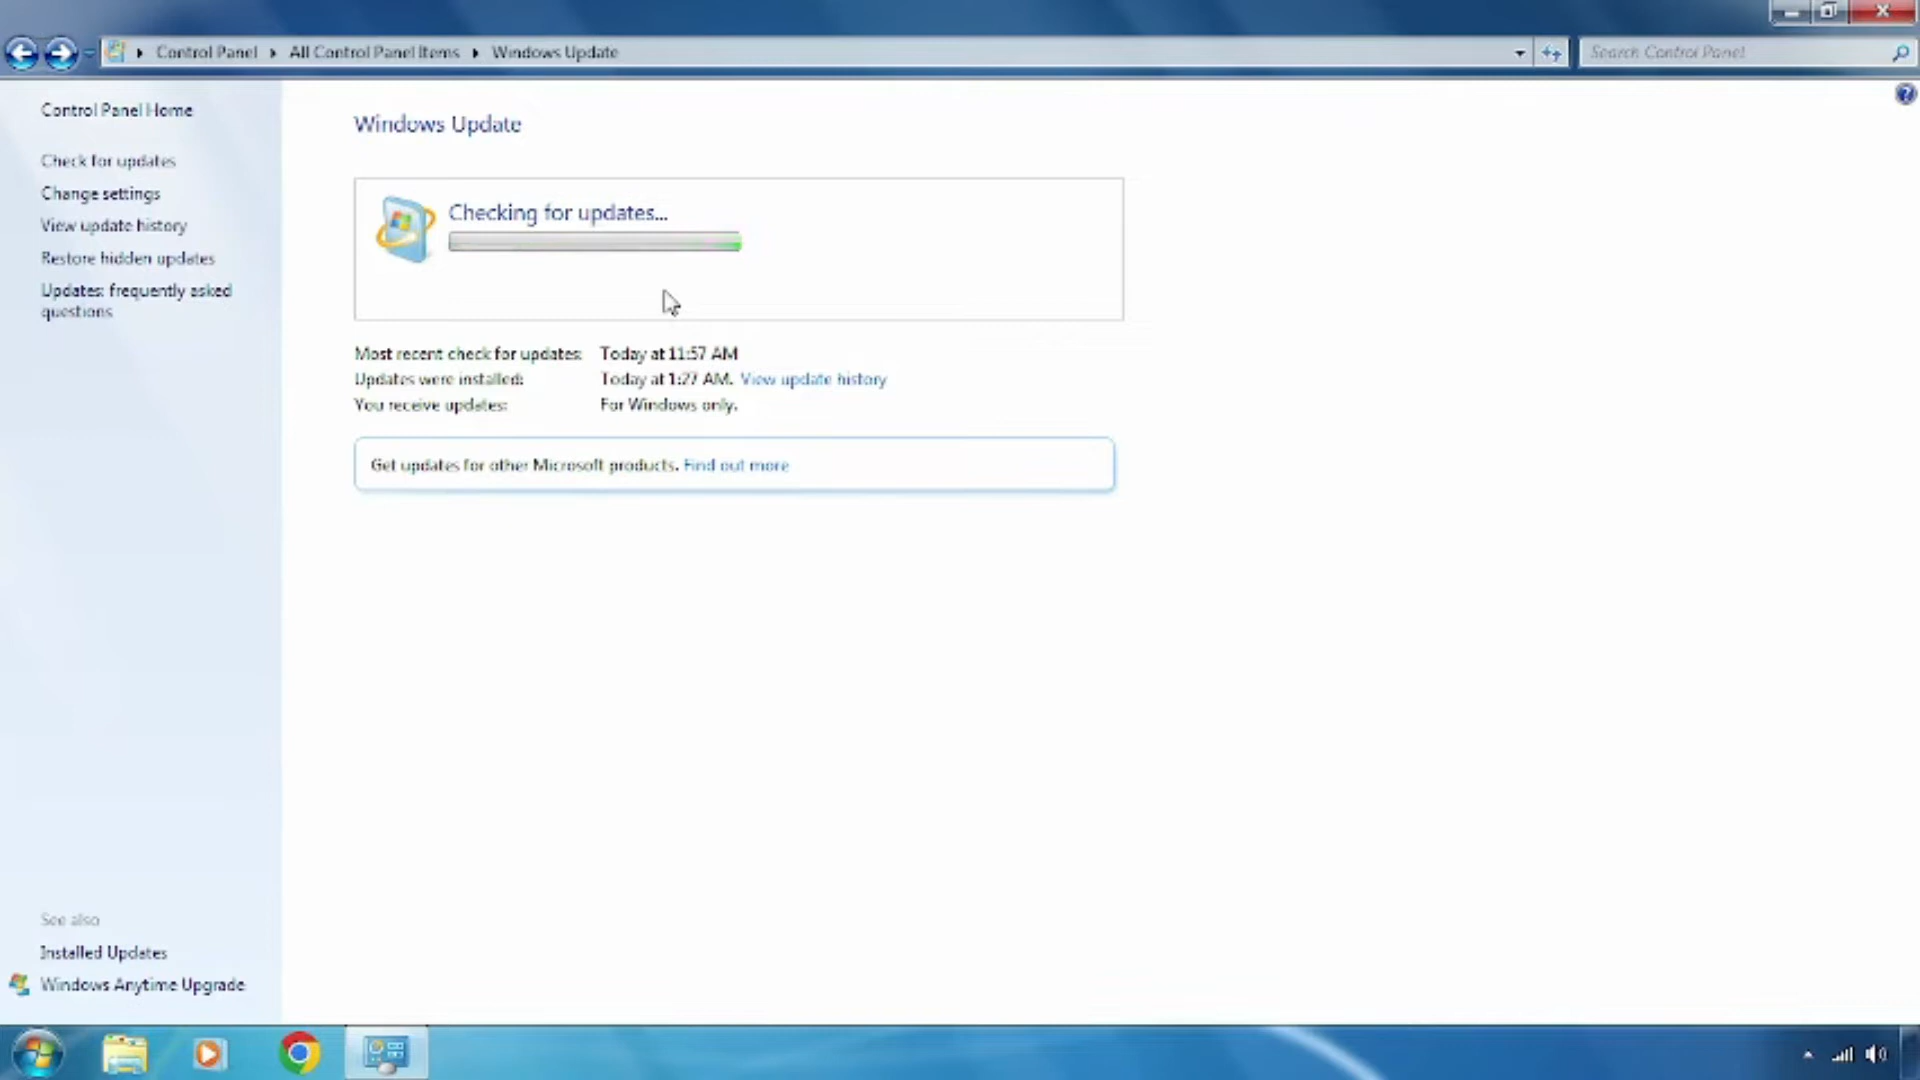 Control Panel
All Control Panel Items
Windows Update
Search Control Panel
Control Panel Home
Check for updates
Change settings
View update history
Restore hidden updates
Updates: frequently asked
questions
Windows Update
Checking for updates...
Most recent check for updates: Today at 11:57 AM
Updates were installed: Today at 1:27 AM. View update history
You receive updates: For Windows only.
Get updates for other Microsoft products. Find out more
See also
Installed Updates
Windows Anytime Upgrade